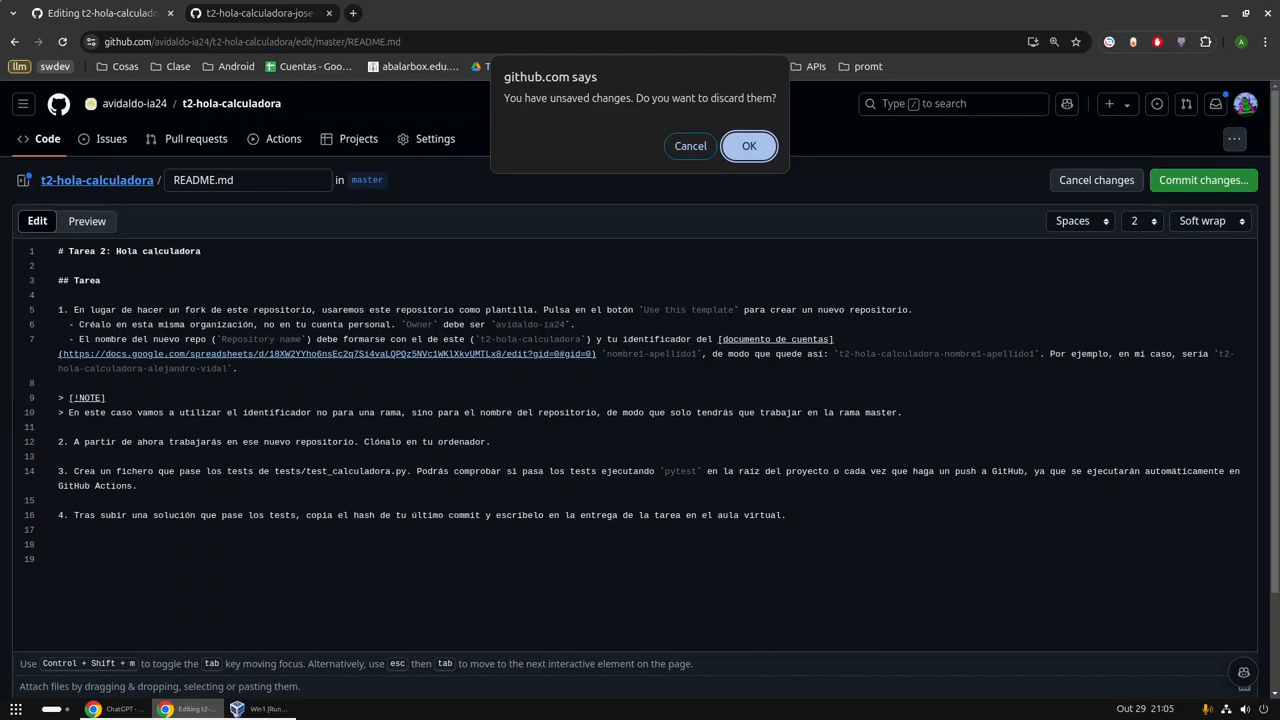 Editing t2-hola-calculad
t2-hola-calculadora-jose
github.com/avidaldo-ia24/t2-hola-calculadora/edit/master/README.md
llm
swdev
Cosas
Clase
Android
Cuentas - Goo...
abalarbox.edu....
APIs
promt
github.com says
You have unsaved changes. Do you want to discard them?
Cancel
OK
avidaldo-ia24 / t2-hola-calculadora
Type / to search
Code
Issues
Pull requests
Actions
Projects
Settings
t2-hola-calculadora / README.md in master
Cancel changes
Commit changes...
Edit
Preview
Spaces
2
Soft wrap
1 # Tarea 2: Hola calculadora
2
3 ## Tarea
4
5 1. En lugar de hacer un fork de este repositorio, usaremos este repositorio como plantilla. Pulsa en el botón `Use this template` para crear un nuevo repositorio.
6 - Créalo en esta misma organización, no en tu cuenta personal. `Owner` debe ser `avidaldo-ia24`.
7 - El nombre del nuevo repo (`Repository name`) debe formarse con el de este (`t2-hola-calculadora`) y tu identificador del [documento de cuentas]
(https://docs.google.com/spreadsheets/d/18XW2YYho6nsEc2q7Si4vaLQPQz5NVc1WKlXkvUMTLx8/edit?gid=0#gid=0) `nombre1-apellido1`, de modo que quede así: `t2-hola-calculadora-nombre1-apellido1`. Por ejemplo, en mi caso, sería `t2-
hola-calculadora-alejandro-vidal`.
8
9 > [!NOTE]
10 > En este caso vamos a utilizar el identificador no para una rama, sino para el nombre del repositorio, de modo que solo tendrás que trabajar en la rama master.
11
12 2. A partir de ahora trabajarás en ese nuevo repositorio. Clónalo en tu ordenador.
13
14 3. Crea un fichero que pase los tests de tests/test_calculadora.py. Podrás comprobar si pasa los tests ejecutando `pytest` en la raíz del proyecto o cada vez que haga un push a GitHub, ya que se ejecutarán automáticamente en
GitHub Actions.
15
16 4. Tras subir una solución que pase los tests, copia el hash de tu último commit y escríbelo en la entrega de la tarea en el aula virtual.
17
18
19
Use Control + Shift + m to toggle the tab key moving focus. Alternatively, use esc then tab to move to the next interactive element on the page.
Attach files by dragging & dropping, selecting or pasting them.
ChatGPT - ...
Editing t2-...
Win1 [Run...
Out 29 21:05